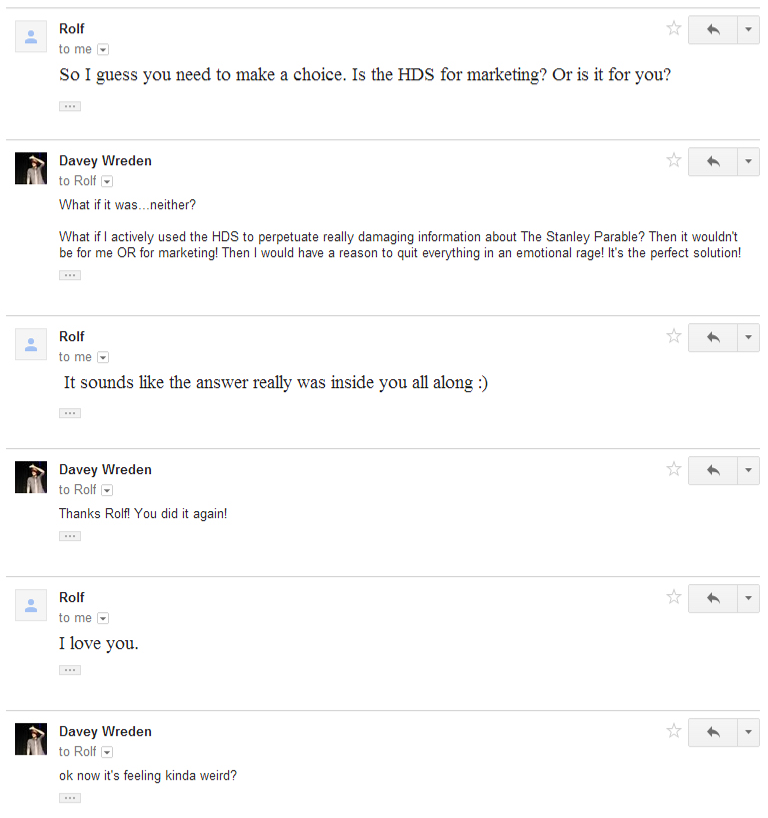 Rolf
to me
So I guess you need to make a choice. Is the HDS for marketing? Or is it for you?
Davey Wreden
to Rolf
What if it was...neither?
What if I actively used the HDS to perpetuate really damaging information about The Stanley Parable? Then it wouldn't
be for me OR for marketing! Then I would have a reason to quit everything in an emotional rage! It's the perfect solution!
Rolf
to me
It sounds like the answer really was inside you all along :)
Davey Wreden
to Rolf
Thanks Rolf! You did it again!
Rolf
to me
I love you.
Davey Wreden
to Rolf
ok now it's feeling kinda weird?